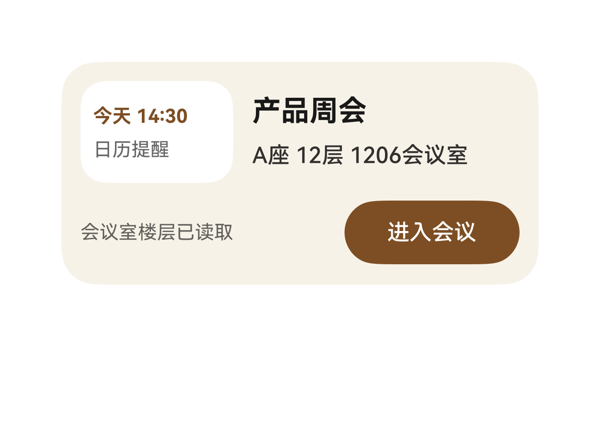 今天 14:30
日历提醒
产品周会
A座 12层 1206会议室
会议室楼层已读取
进入会议